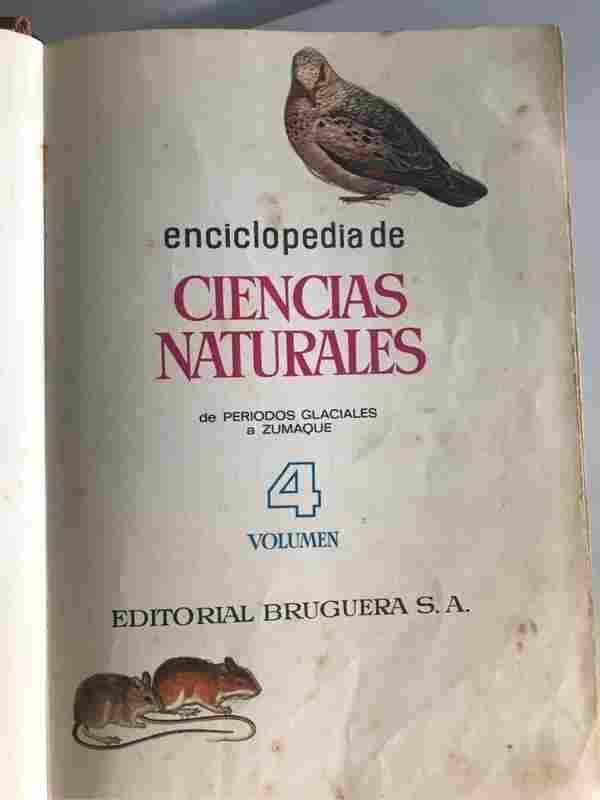 enciclopedia de
CIENCIAS
NATURALES
de PERIODOS GLACIALES
a ZUMAQUE
4
VOLUMEN
EDITORIAL BRUGUERA S. A.